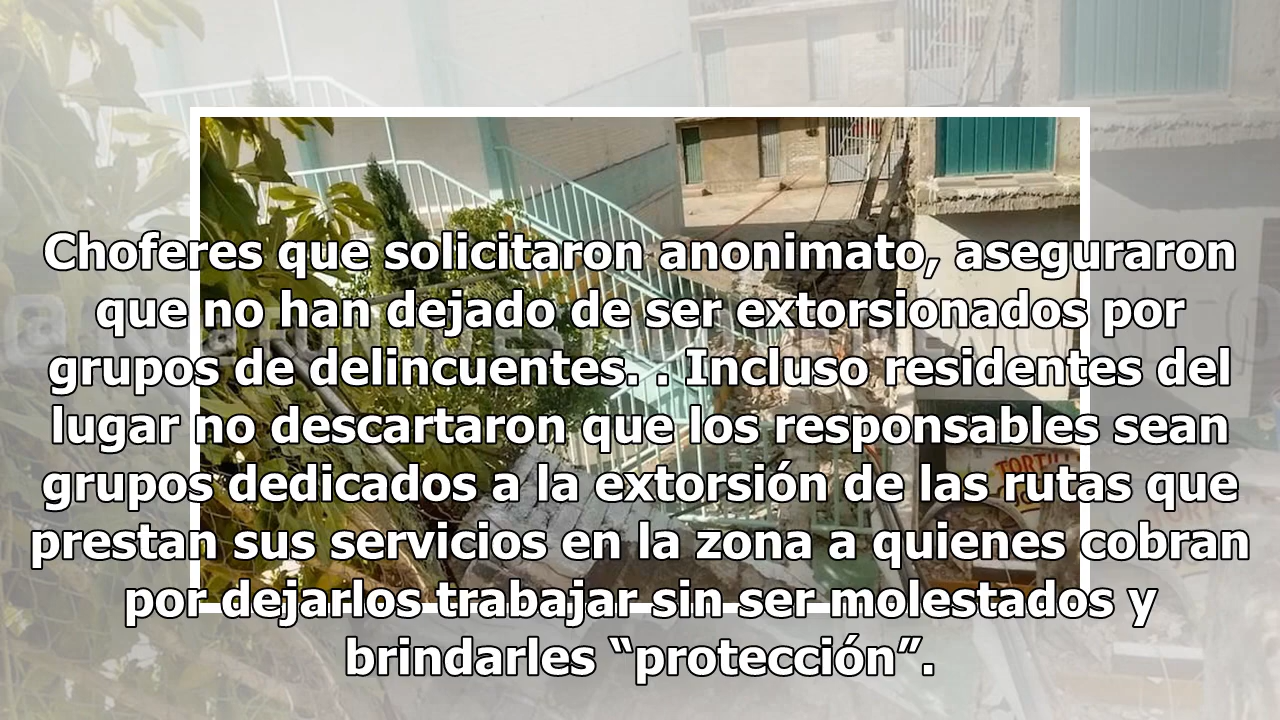 Choferes que solicitaron anonimato, aseguraron
que no han dejado de ser extorsionados por
grupos de delincuentes. . Incluso residentes del
lugar no descartaron que los responsables sean
grupos dedicados a la extorsión de las rutas que
prestan sus servicios en la zona a quienes cobran
por dejarlos trabajar sin ser molestados y
brindarles “protección”.